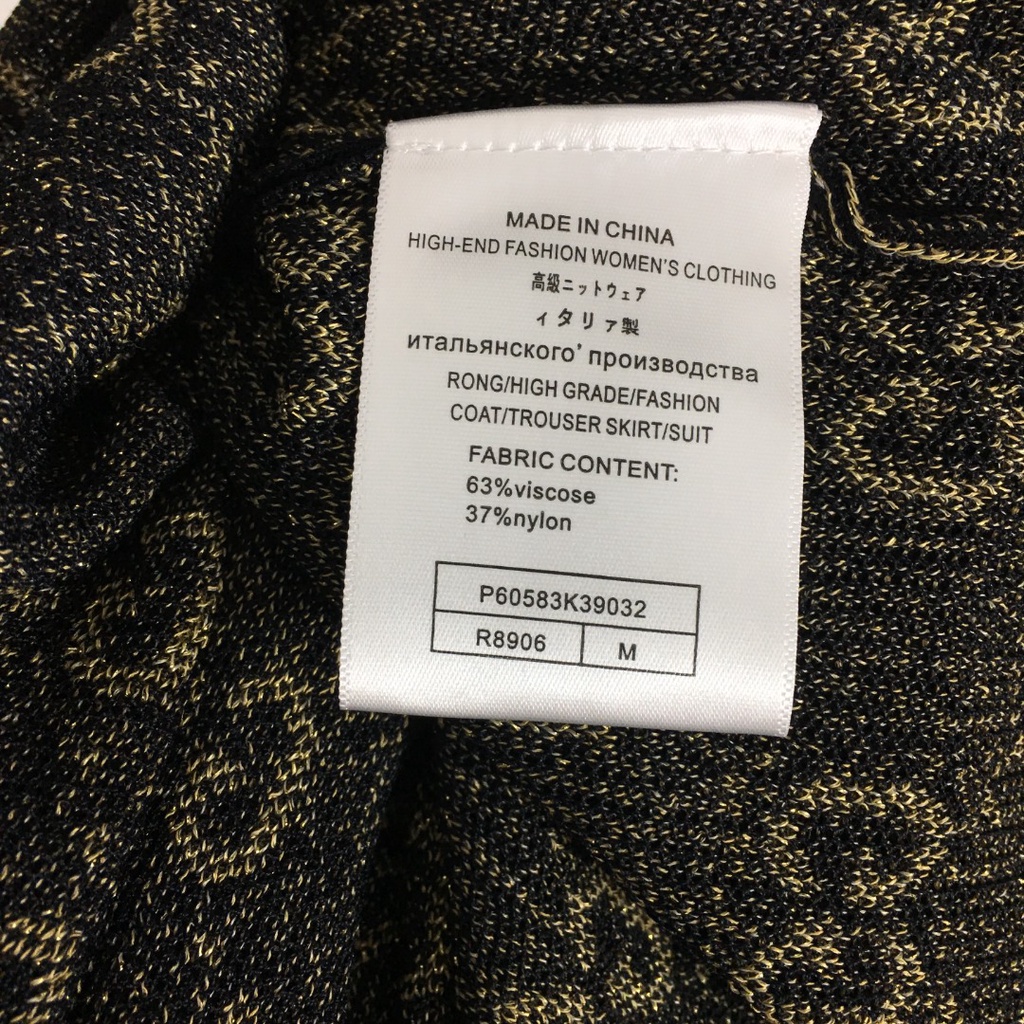 MADE IN CHINA
HIGH-END FASHION WOMEN'S CLOTHING
高級ニットウェア
ィタリァ製
итальянского' производства
RONG/HIGH GRADE/FASHION
COAT/TROUSER SKIRT/SUIT
FABRIC CONTENT:
63%viscose
37%nylon
P60583K39032
R8906 M